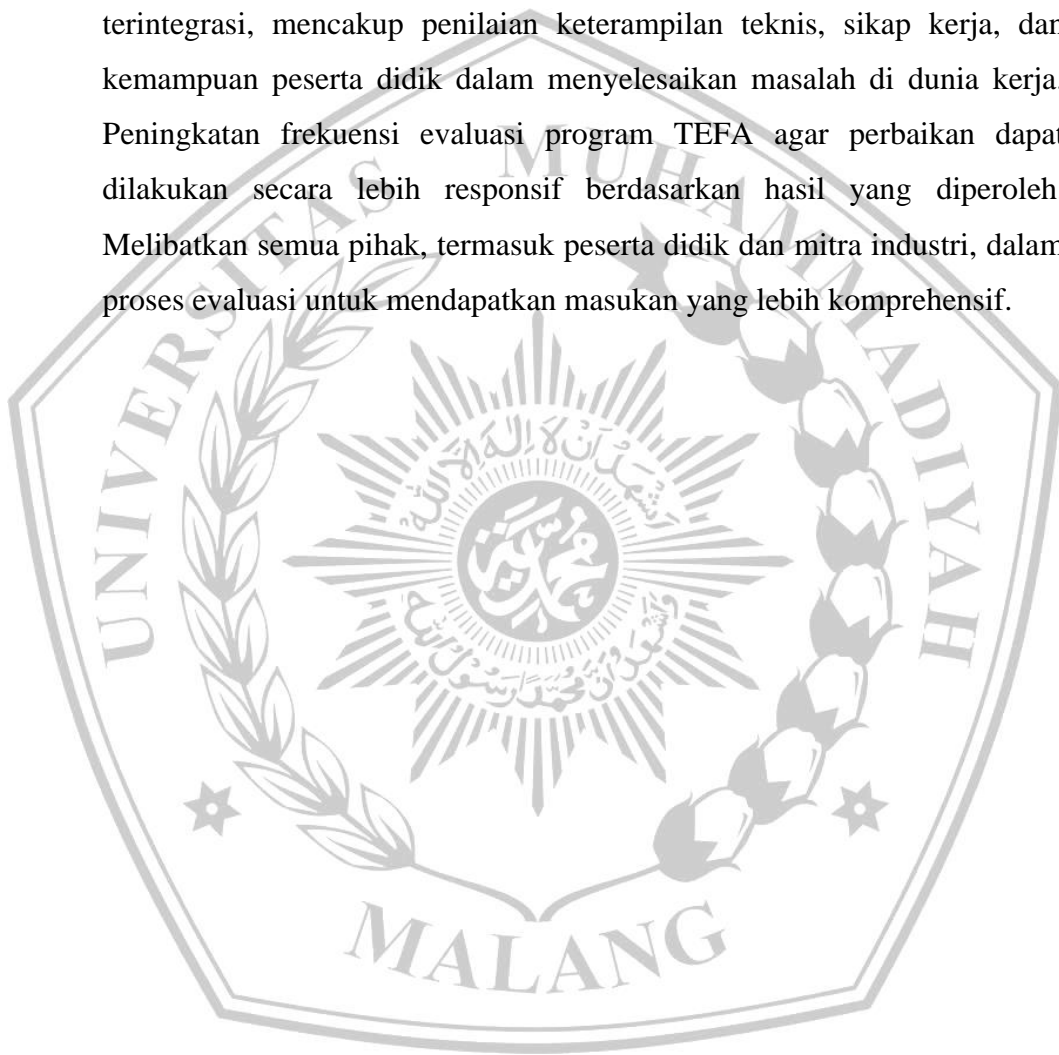 terintegrasi, mencakup penilaian keterampilan teknis, sikap kerja, dan
kemampuan peserta didik dalam menyelesaikan masalah di dunia kerja.
Peningkatan frekuensi evaluasi program TEFA agar perbaikan dapat
dilakukan secara lebih responsif berdasarkan hasil yang diperoleh.
Melibatkan semua pihak, termasuk peserta didik dan mitra industri, dalam
proses evaluasi untuk mendapatkan masukan yang lebih komprehensif.
UNIVERSITAS MUHAMMADIYAH
MALANG